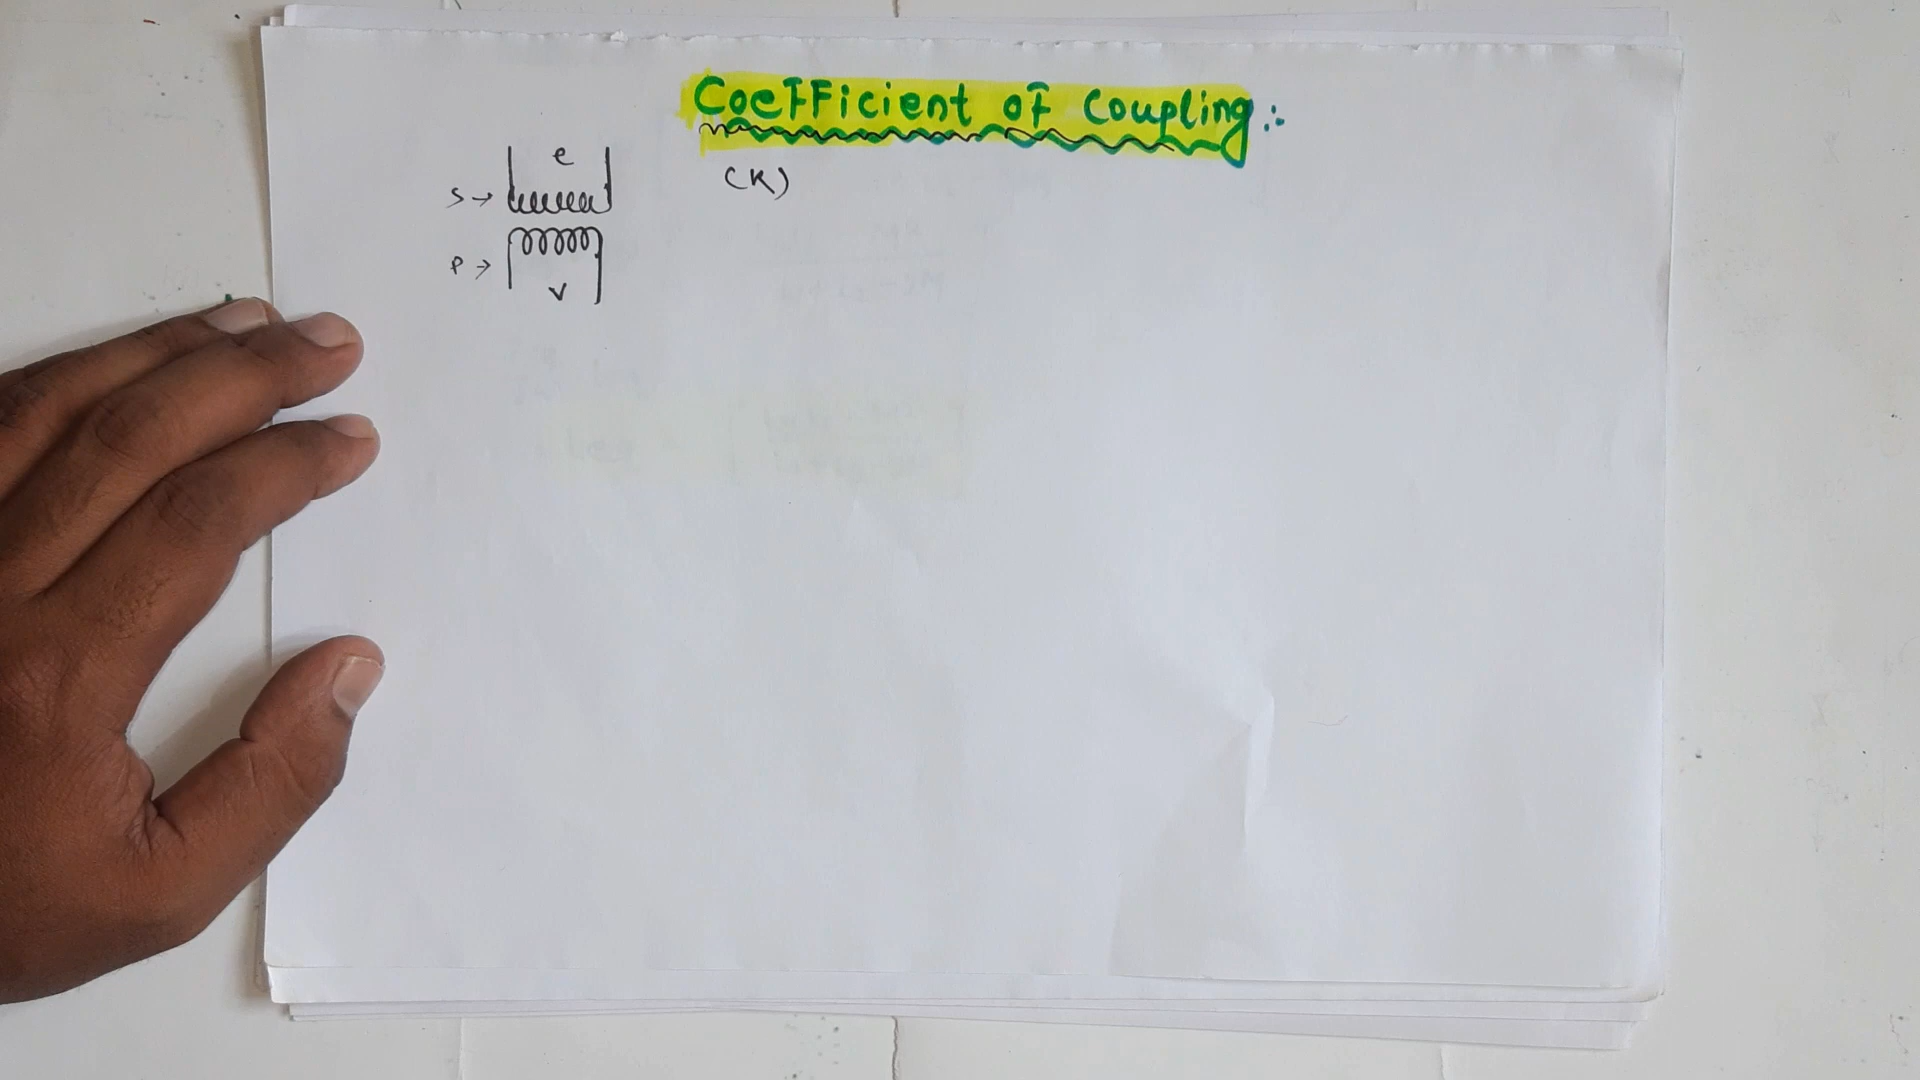 Coefficient of Coupling :-
(K)
e
S →
P →
V